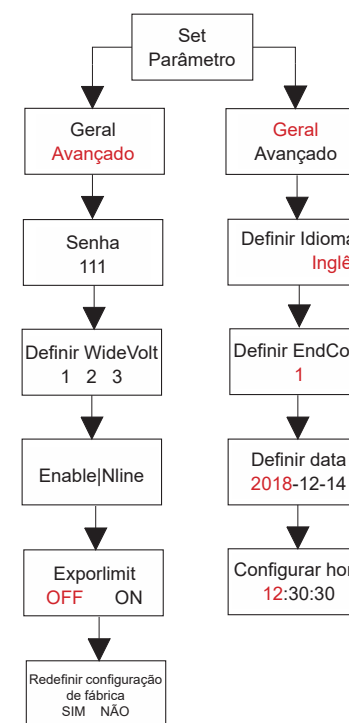 Set
Parâmetro
Geral
Avançado
Senha
111
Definir WideVolt
1 2 3
Enable|Nline
Exporlimit
OFF ON
Redefinir configuração
de fábrica
SIM NÃO
Geral
Avançado
Definir
1
Definir data
2018-12-14
Configurar
12:30:30